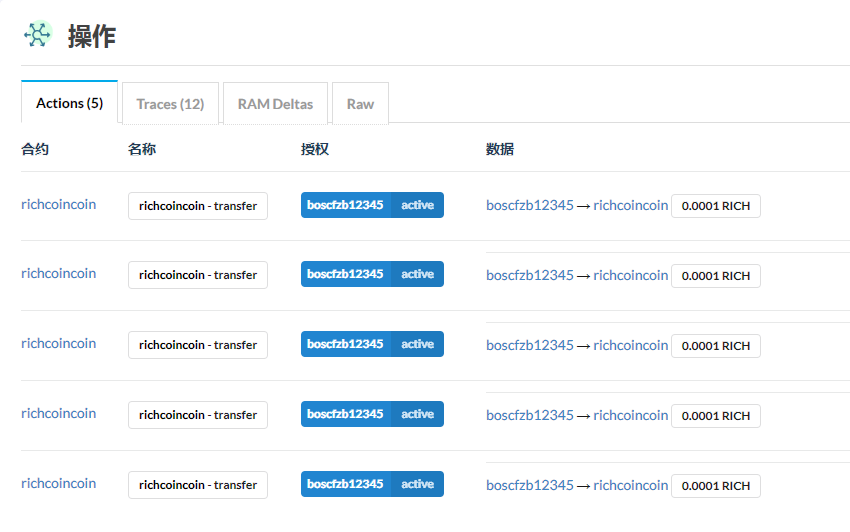 操作
Actions (5) Traces (12) RAM Deltas Raw
合约 名称 授权 数据
richcoincoin richcoincoin - transfer boscfzb12345 active boscfzb12345 → richcoincoin 0.0001 RICH
richcoincoin richcoincoin - transfer boscfzb12345 active boscfzb12345 → richcoincoin 0.0001 RICH
richcoincoin richcoincoin - transfer boscfzb12345 active boscfzb12345 → richcoincoin 0.0001 RICH
richcoincoin richcoincoin - transfer boscfzb12345 active boscfzb12345 → richcoincoin 0.0001 RICH
richcoincoin richcoincoin - transfer boscfzb12345 active boscfzb12345 → richcoincoin 0.0001 RICH